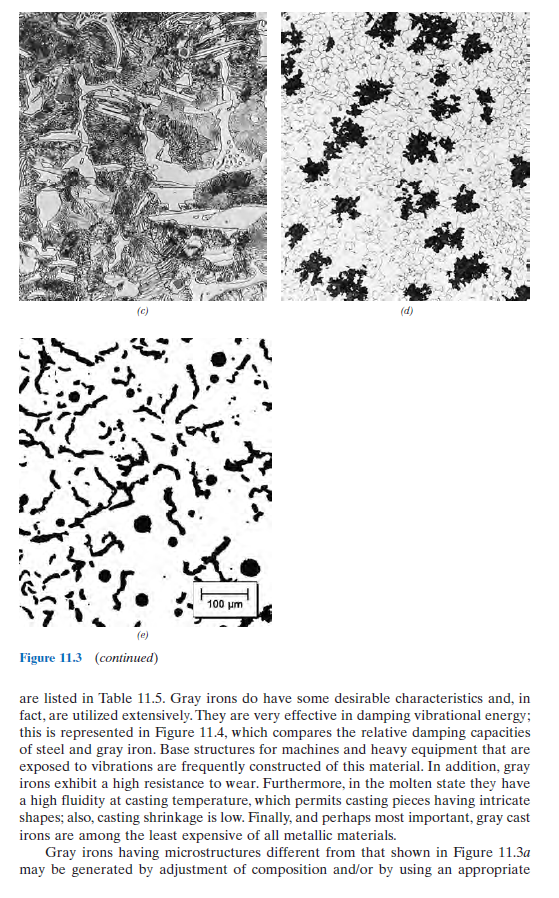 (c)
(d)
100 µm
(e)
Figure 11.3 (continued)
are listed in Table 11.5. Gray irons do have some desirable characteristics and, in
fact, are utilized extensively. They are very effective in damping vibrational energy;
this is represented in Figure 11.4, which compares the relative damping capacities
of steel and gray iron. Base structures for machines and heavy equipment that are
exposed to vibrations are frequently constructed of this material. In addition, gray
irons exhibit a high resistance to wear. Furthermore, in the molten state they have
a high fluidity at casting temperature, which permits casting pieces having intricate
shapes; also, casting shrinkage is low. Finally, and perhaps most important, gray cast
irons are among the least expensive of all metallic materials.
Gray irons having microstructures different from that shown in Figure 11.3a
may be generated by adjustment of composition and/or by using an appropriate